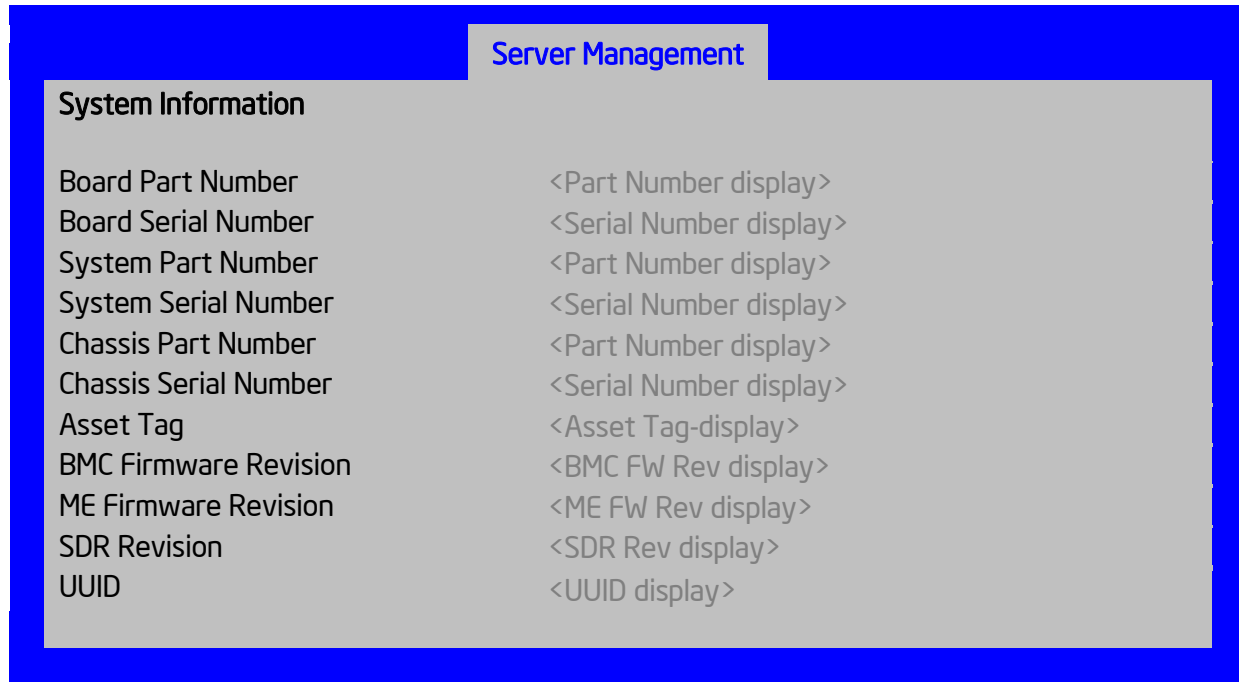 Server Management
System Information
Board Part Number <Part Number display>
Board Serial Number <Serial Number display>
System Part Number <Part Number display>
System Serial Number <Serial Number display>
Chassis Part Number <Part Number display>
Chassis Serial Number <Serial Number display>
Asset Tag <Asset Tag-display>
BMC Firmware Revision <BMC FW Rev display>
ME Firmware Revision <ME FW Rev display>
SDR Revision <SDR Rev display>
UUID <UUID display>